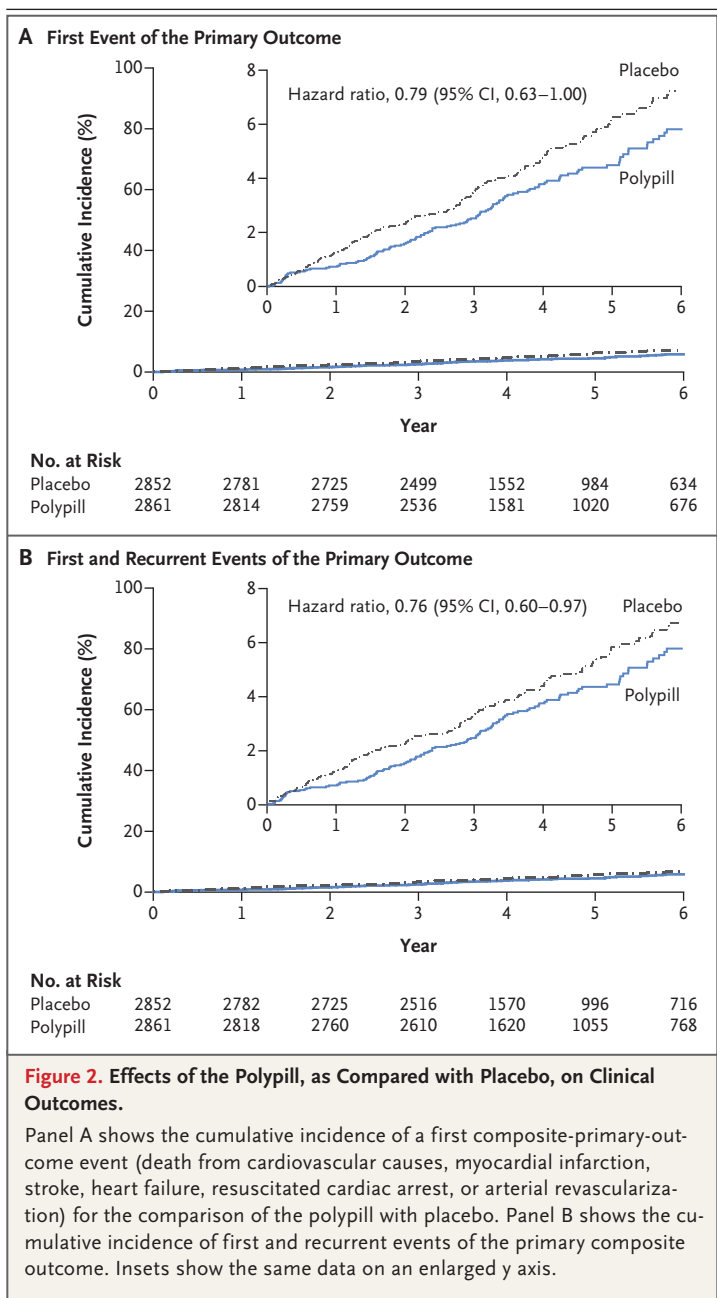 A First Event of the Primary Outcome
Cumulative Incidence (%)
100
80
60
40
20
0
0 1 2 3 4 5 6
Year
8
6
4
2
0
0 1 2 3 4 5 6
Hazard ratio, 0.79 (95% CI, 0.63–1.00)
Placebo
Polypill
No. at Risk
Placebo 2852 2781 2725 2499 1552 984 634
Polypill 2861 2814 2759 2536 1581 1020 676
B First and Recurrent Events of the Primary Outcome
Cumulative Incidence (%)
100
80
60
40
20
0
0 1 2 3 4 5 6
Year
8
6
4
2
0
0 1 2 3 4 5 6
Hazard ratio, 0.76 (95% CI, 0.60–0.97)
Placebo
Polypill
No. at Risk
Placebo 2852 2782 2725 2516 1570 996 716
Polypill 2861 2818 2760 2610 1620 1055 768
Figure 2. Effects of the Polypill, as Compared with Placebo, on Clinical
Outcomes.
Panel A shows the cumulative incidence of a first composite-primary-out-
come event (death from cardiovascular causes, myocardial infarction,
stroke, heart failure, resuscitated cardiac arrest, or arterial revasculariza-
tion) for the comparison of the polypill with placebo. Panel B shows the cu-
mulative incidence of first and recurrent events of the primary composite
outcome. Insets show the same data on an enlarged y axis.